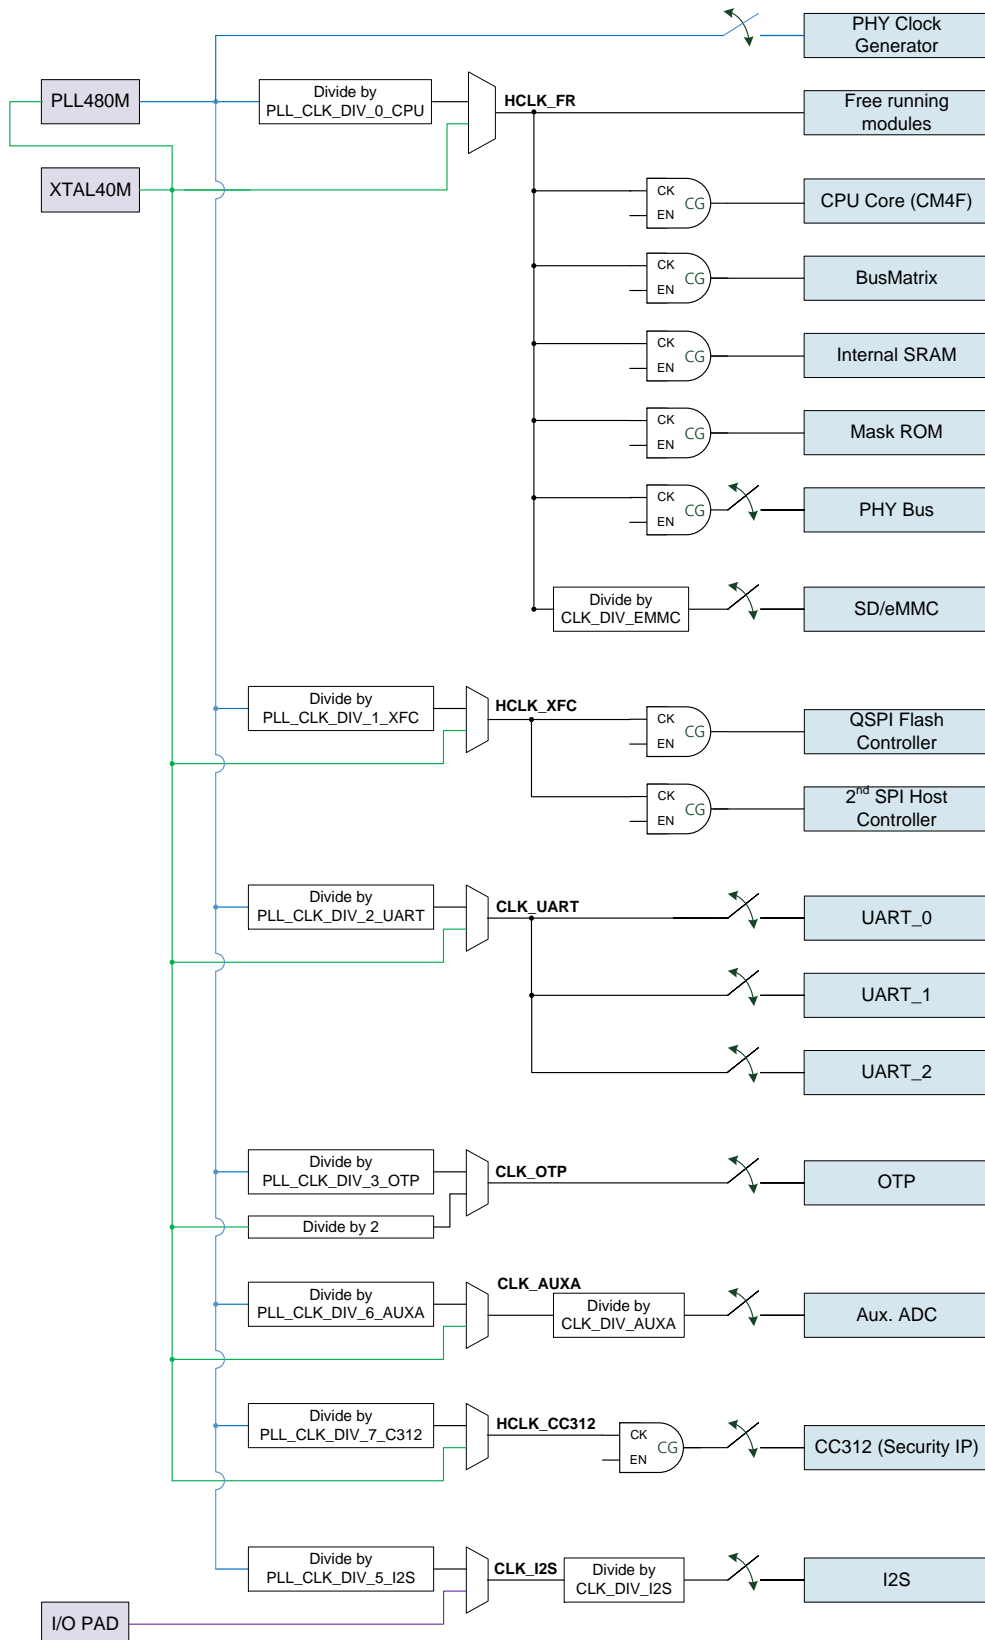 PHY Clock
Generator
PLL480M
Divide by
PLL_CLK_DIV_0_CPU
HCLK_FR
Free running
modules
XTAL40M
CK
EN
CG
CPU Core (CM4F)
CK
EN
CG
BusMatrix
CK
EN
CG
Internal SRAM
CK
EN
CG
Mask ROM
CK
EN
CG
PHY Bus
Divide by
CLK_DIV_EMMC
SD/eMMC
Divide by
PLL_CLK_DIV_1_XFC
HCLK_XFC
CK
EN
CG
QSPI Flash
Controller
CK
EN
CG
2nd SPI Host
Controller
Divide by
PLL_CLK_DIV_2_UART
CLK_UART
UART_0
UART_1
UART_2
Divide by
PLL_CLK_DIV_3_OTP
CLK_OTP
OTP
Divide by 2
Divide by
PLL_CLK_DIV_6_AUXA
CLK_AUXA
Divide by
CLK_DIV_AUXA
Aux. ADC
Divide by
PLL_CLK_DIV_7_C312
HCLK_CC312
CK
EN
CG
CC312 (Security IP)
Divide by
PLL_CLK_DIV_5_I2S
CLK_I2S
Divide by
CLK_DIV_I2S
I2S
I/O PAD